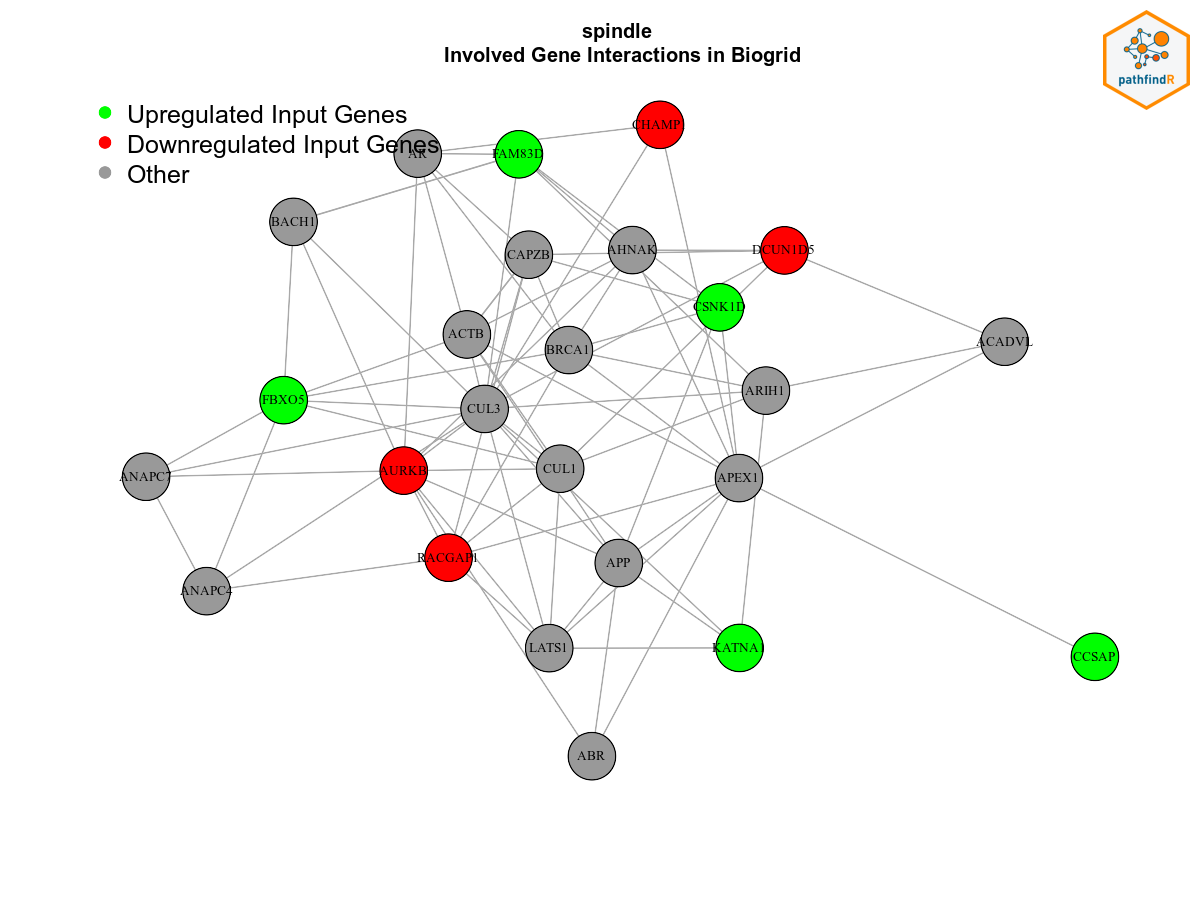 spindle
Involved Gene Interactions in Biogrid
pathfindR
Upregulated Input Genes
Downregulated Input Genes
Other
CHAMP1
AR
FAM83D
BACH1
CAPZB
AHNAK
DCUN1D5
CSNK1D
ACTB
BRCA1
ACADVL
ARIH1
FBXO5
CUL3
ANAPC7
AURKB
CUL1
APEX1
RACGAP1
APP
ANAPC4
LATS1
KATNA1
CCSAP
ABR